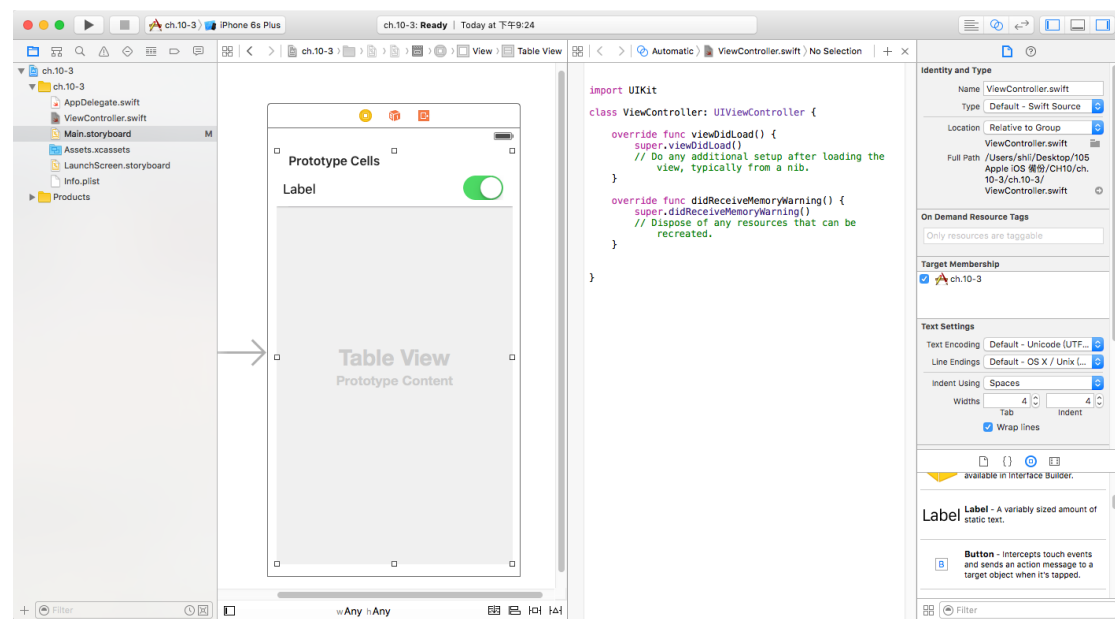 ch.10-3 iPhone 6s Plus
ch.10-3: Ready | Today at 下午9:24
ch.10-3
ch.10-3
AppDelegate.swift
ViewController.swift
Main.storyboard M
Assets.xcassets
LaunchScreen.storyboard
Info.plist
Products
Filter
ch.10-3 View Table View
Prototype Cells
Label
Table View
Prototype Content
wAny hAny
Automatic ViewController.swift No Selection
import UIKit
class ViewController: UIViewController {
override func viewDidLoad() {
super.viewDidLoad()
// Do any additional setup after loading the
view, typically from a nib.
}
override func didReceiveMemoryWarning() {
super.didReceiveMemoryWarning()
// Dispose of any resources that can be
recreated.
}
}
Identity and Type
Name ViewController.swift
Type Default - Swift Source
Location Relative to Group
ViewController.swift
Full Path /Users/shli/Desktop/105
Apple iOS 備份/CH10/ch.
10-3/ch.10-3/
ViewController.swift
On Demand Resource Tags
Only resources are taggable
Target Membership
ch.10-3
Text Settings
Text Encoding Default - Unicode (UTF...
Line Endings Default - OS X / Unix (...
Indent Using Spaces
Widths 4 4
Tab Indent
Wrap lines
{}
available in Interface Builder.
Label Label - A variably sized amount of
static text.
B Button - Intercepts touch events
and sends an action message to a
target object when it's tapped.
Filter